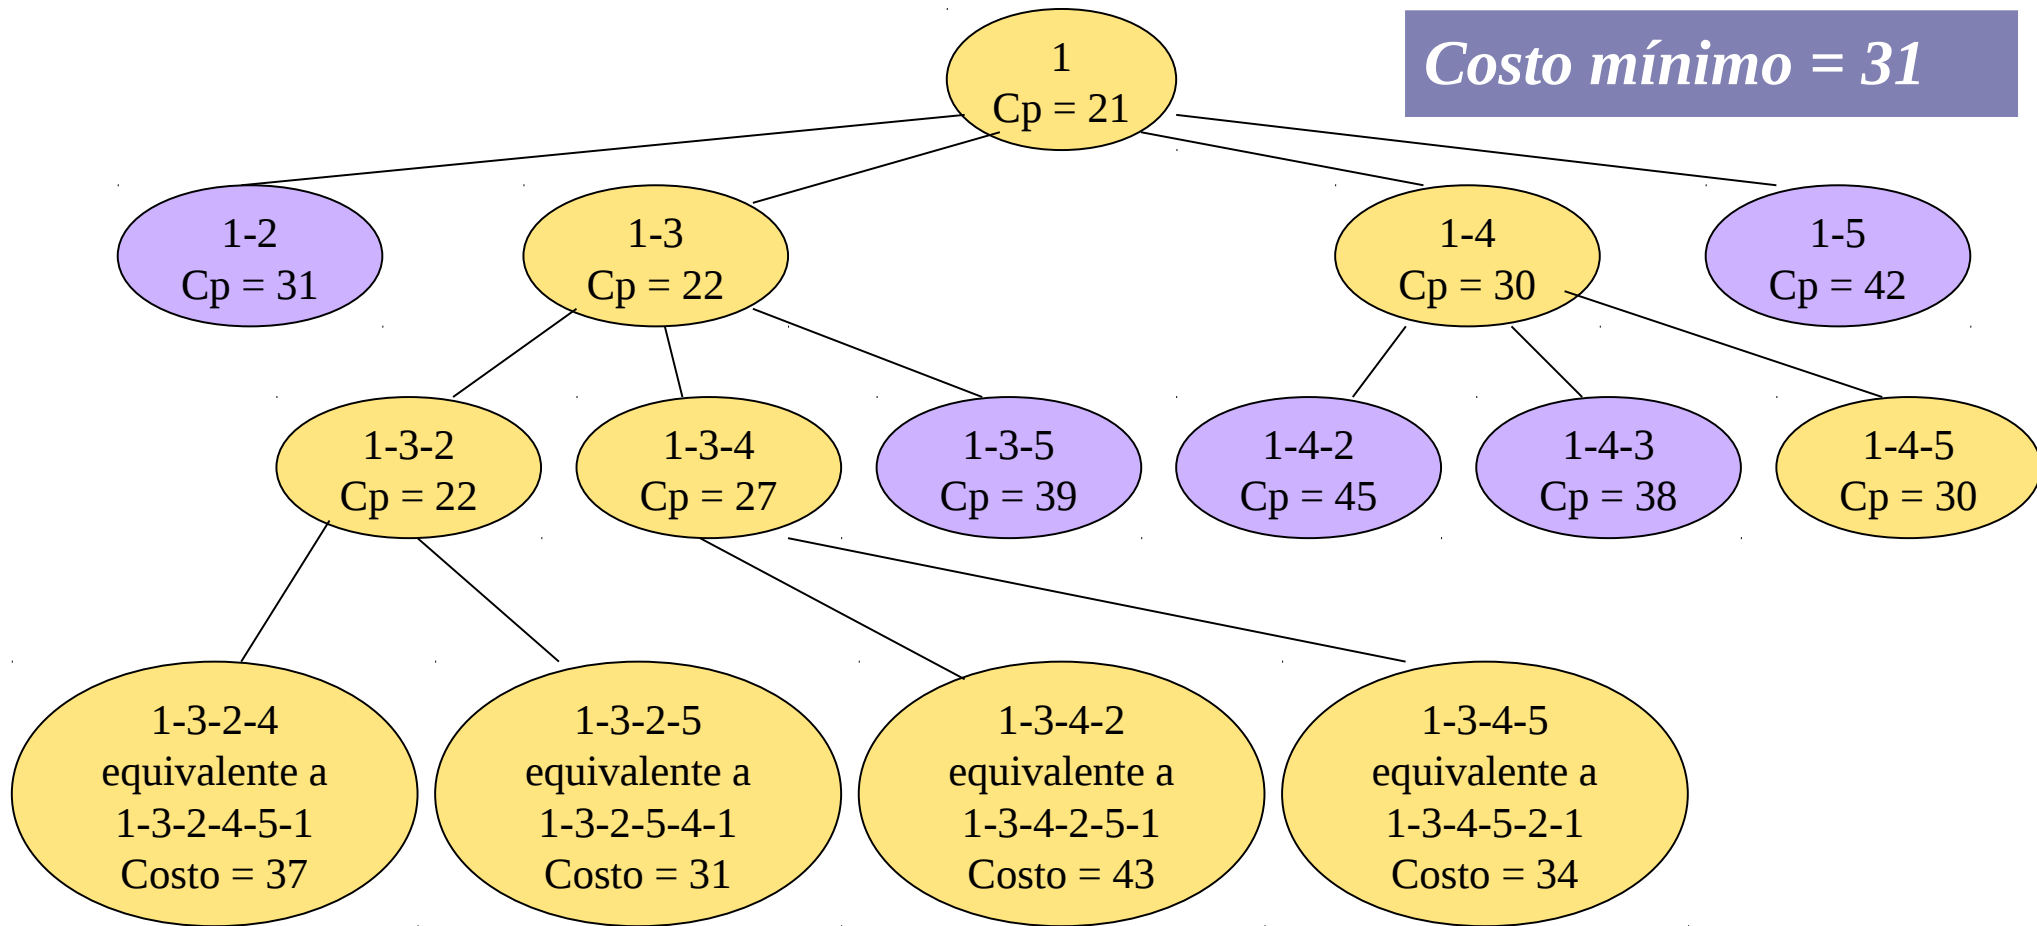 1
Cp = 21
Costo mínimo = 31
1-2
Cp = 31
1-3
Cp = 22
1-4
Cp = 30
1-5
Cp = 42
1-3-2
Cp = 22
1-3-4
Cp = 27
1-3-5
Cp = 39
1-4-2
Cp = 45
1-4-3
Cp = 38
1-4-5
Cp = 30
1-3-2-4
equivalente a
1-3-2-4-5-1
Costo = 37
1-3-2-5
equivalente a
1-3-2-5-4-1
Costo = 31
1-3-4-2
equivalente a
1-3-4-2-5-1
Costo = 43
1-3-4-5
equivalente a
1-3-4-5-2-1
Costo = 34